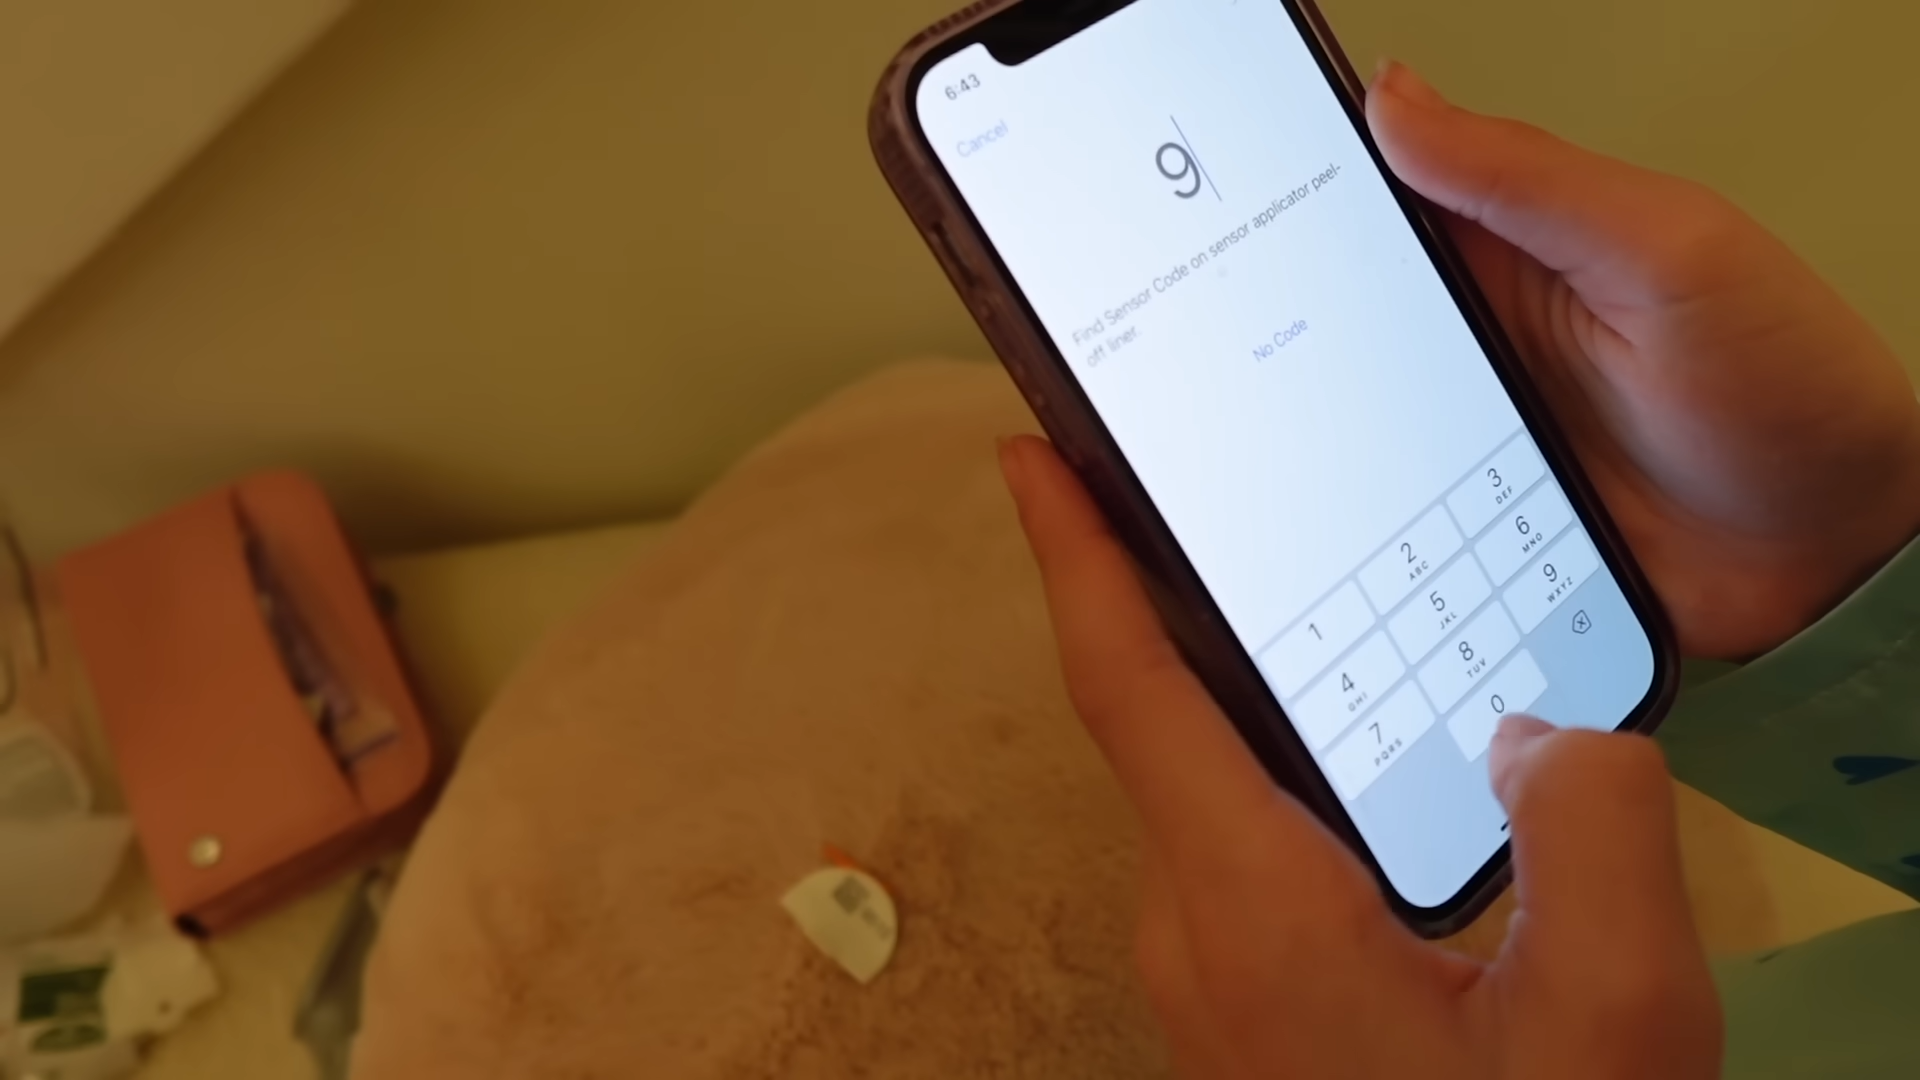 6:43
Cancel
9
Find Sensor Code on sensor applicator peel-
off liner.
No Code
1
2
ABC
3
DEF
4
GHI
5
JKL
6
MNO
7
PQRS
8
TUV
9
WXYZ
0